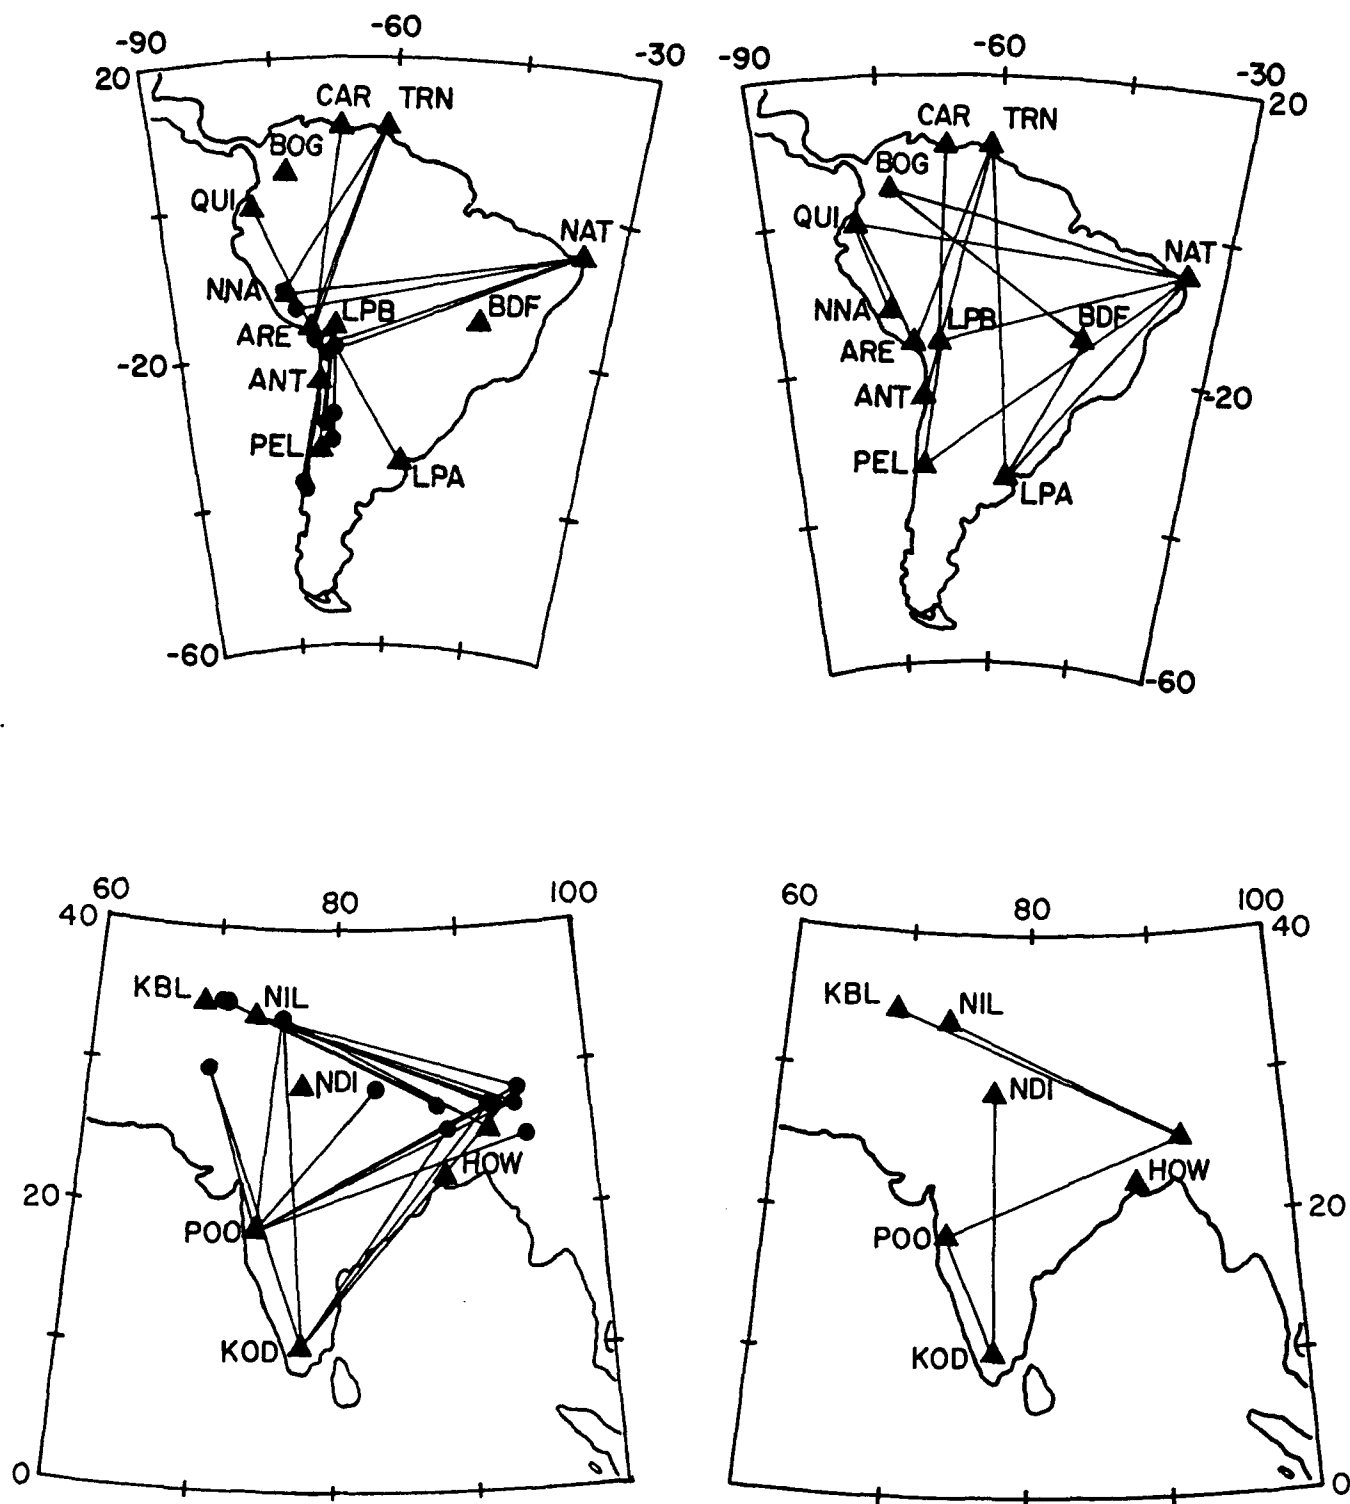 -90 -60 -30
20
CAR TRN
BOG
QUI
NAT
NNA
LPB BDF
ARE
-20
ANT
PEL
LPA
-60
-90 -60 -30
20
CAR TRN
BOG
QUI
NAT
NNA LPB BDF
ARE
ANT -20
PEL
LPA
-60
60 80 100
40
KBL NIL
NDI
HOW
20
POO
KOD
0
60 80 100
40
KBL NIL
NDI
HOW
20
POO
KOD
0